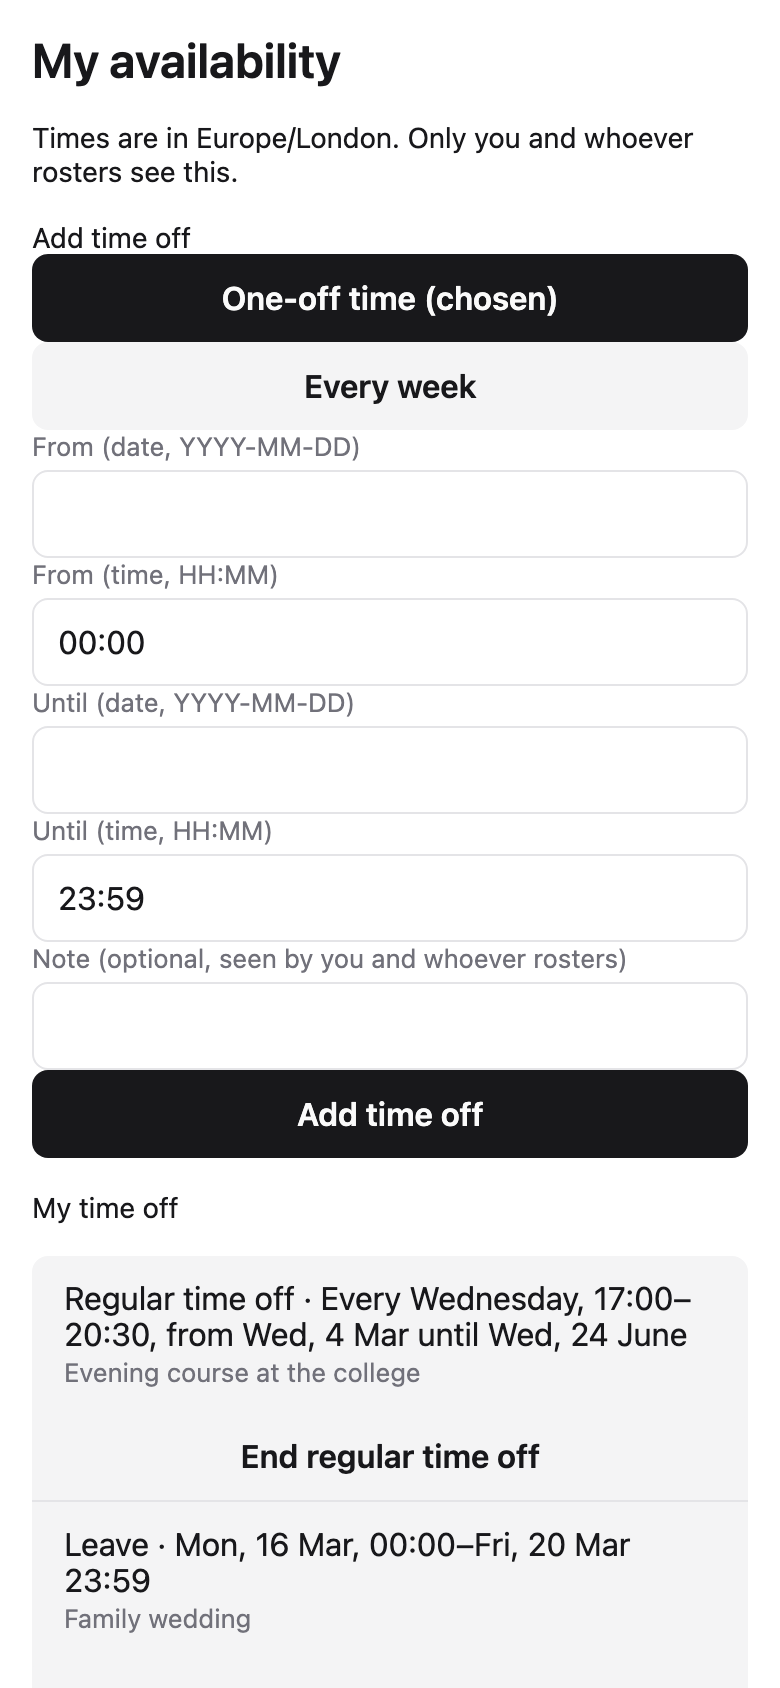 My availability
Times are in Europe/London. Only you and whoever
rosters see this.
Add time off
One-off time (chosen)
Every week
From (date, YYYY-MM-DD)
From (time, HH:MM)
00:00
Until (date, YYYY-MM-DD)
Until (time, HH:MM)
23:59
Note (optional, seen by you and whoever rosters)
Add time off
My time off
Regular time off · Every Wednesday, 17:00–
20:30, from Wed, 4 Mar until Wed, 24 June
Evening course at the college
End regular time off
Leave · Mon, 16 Mar, 00:00–Fri, 20 Mar
23:59
Family wedding